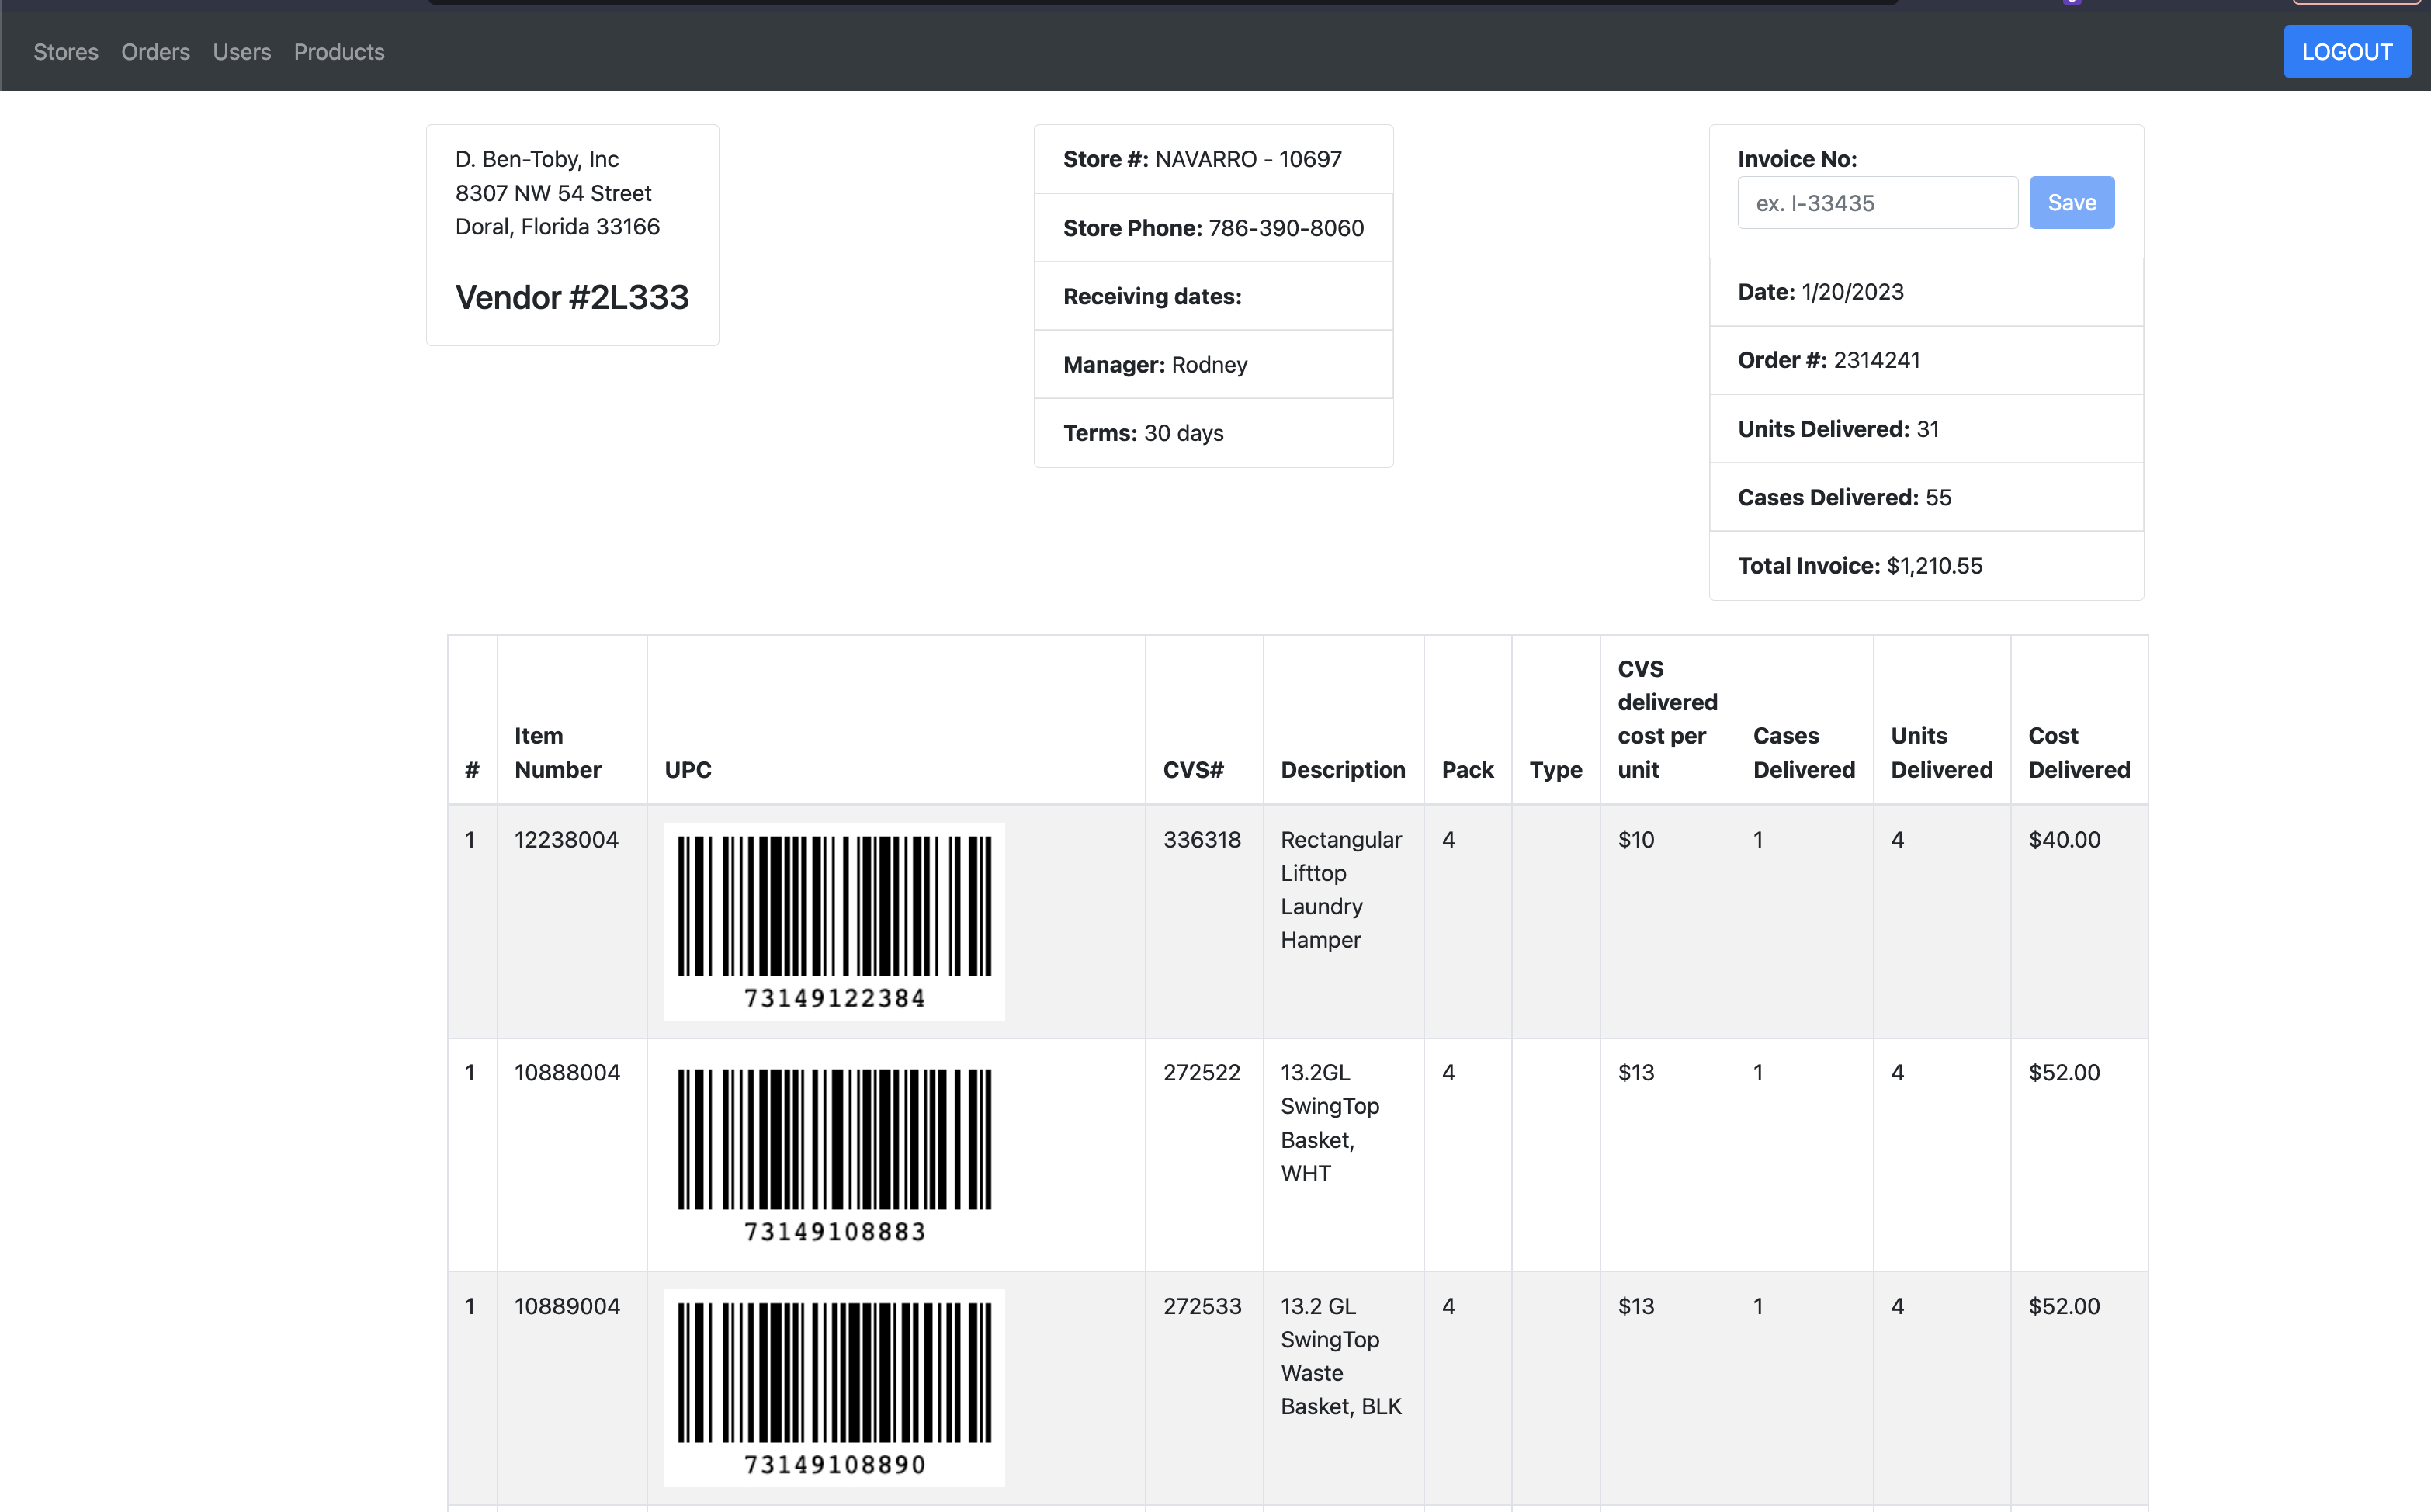 Stores Orders Users Products LOGOUT
D. Ben-Toby, Inc
8307 NW 54 Street
Doral, Florida 33166
Vendor #2L333
Store #: NAVARRO - 10697
Store Phone: 786-390-8060
Receiving dates:
Manager: Rodney
Terms: 30 days
Invoice No:
ex. I-33435 Save
Date: 1/20/2023
Order #: 2314241
Units Delivered: 31
Cases Delivered: 55
Total Invoice: $1,210.55
#
Item
Number
UPC
CVS#
Description
Pack
Type
CVS
delivered
cost per
unit
Cases
Delivered
Units
Delivered
Cost
Delivered
1
12238004
73149122384
336318
Rectangular
Lifttop
Laundry
Hamper
4
$10
1
4
$40.00
1
10888004
73149108883
272522
13.2GL
SwingTop
Basket,
WHT
4
$13
1
4
$52.00
1
10889004
73149108890
272533
13.2 GL
SwingTop
Waste
Basket, BLK
4
$13
1
4
$52.00